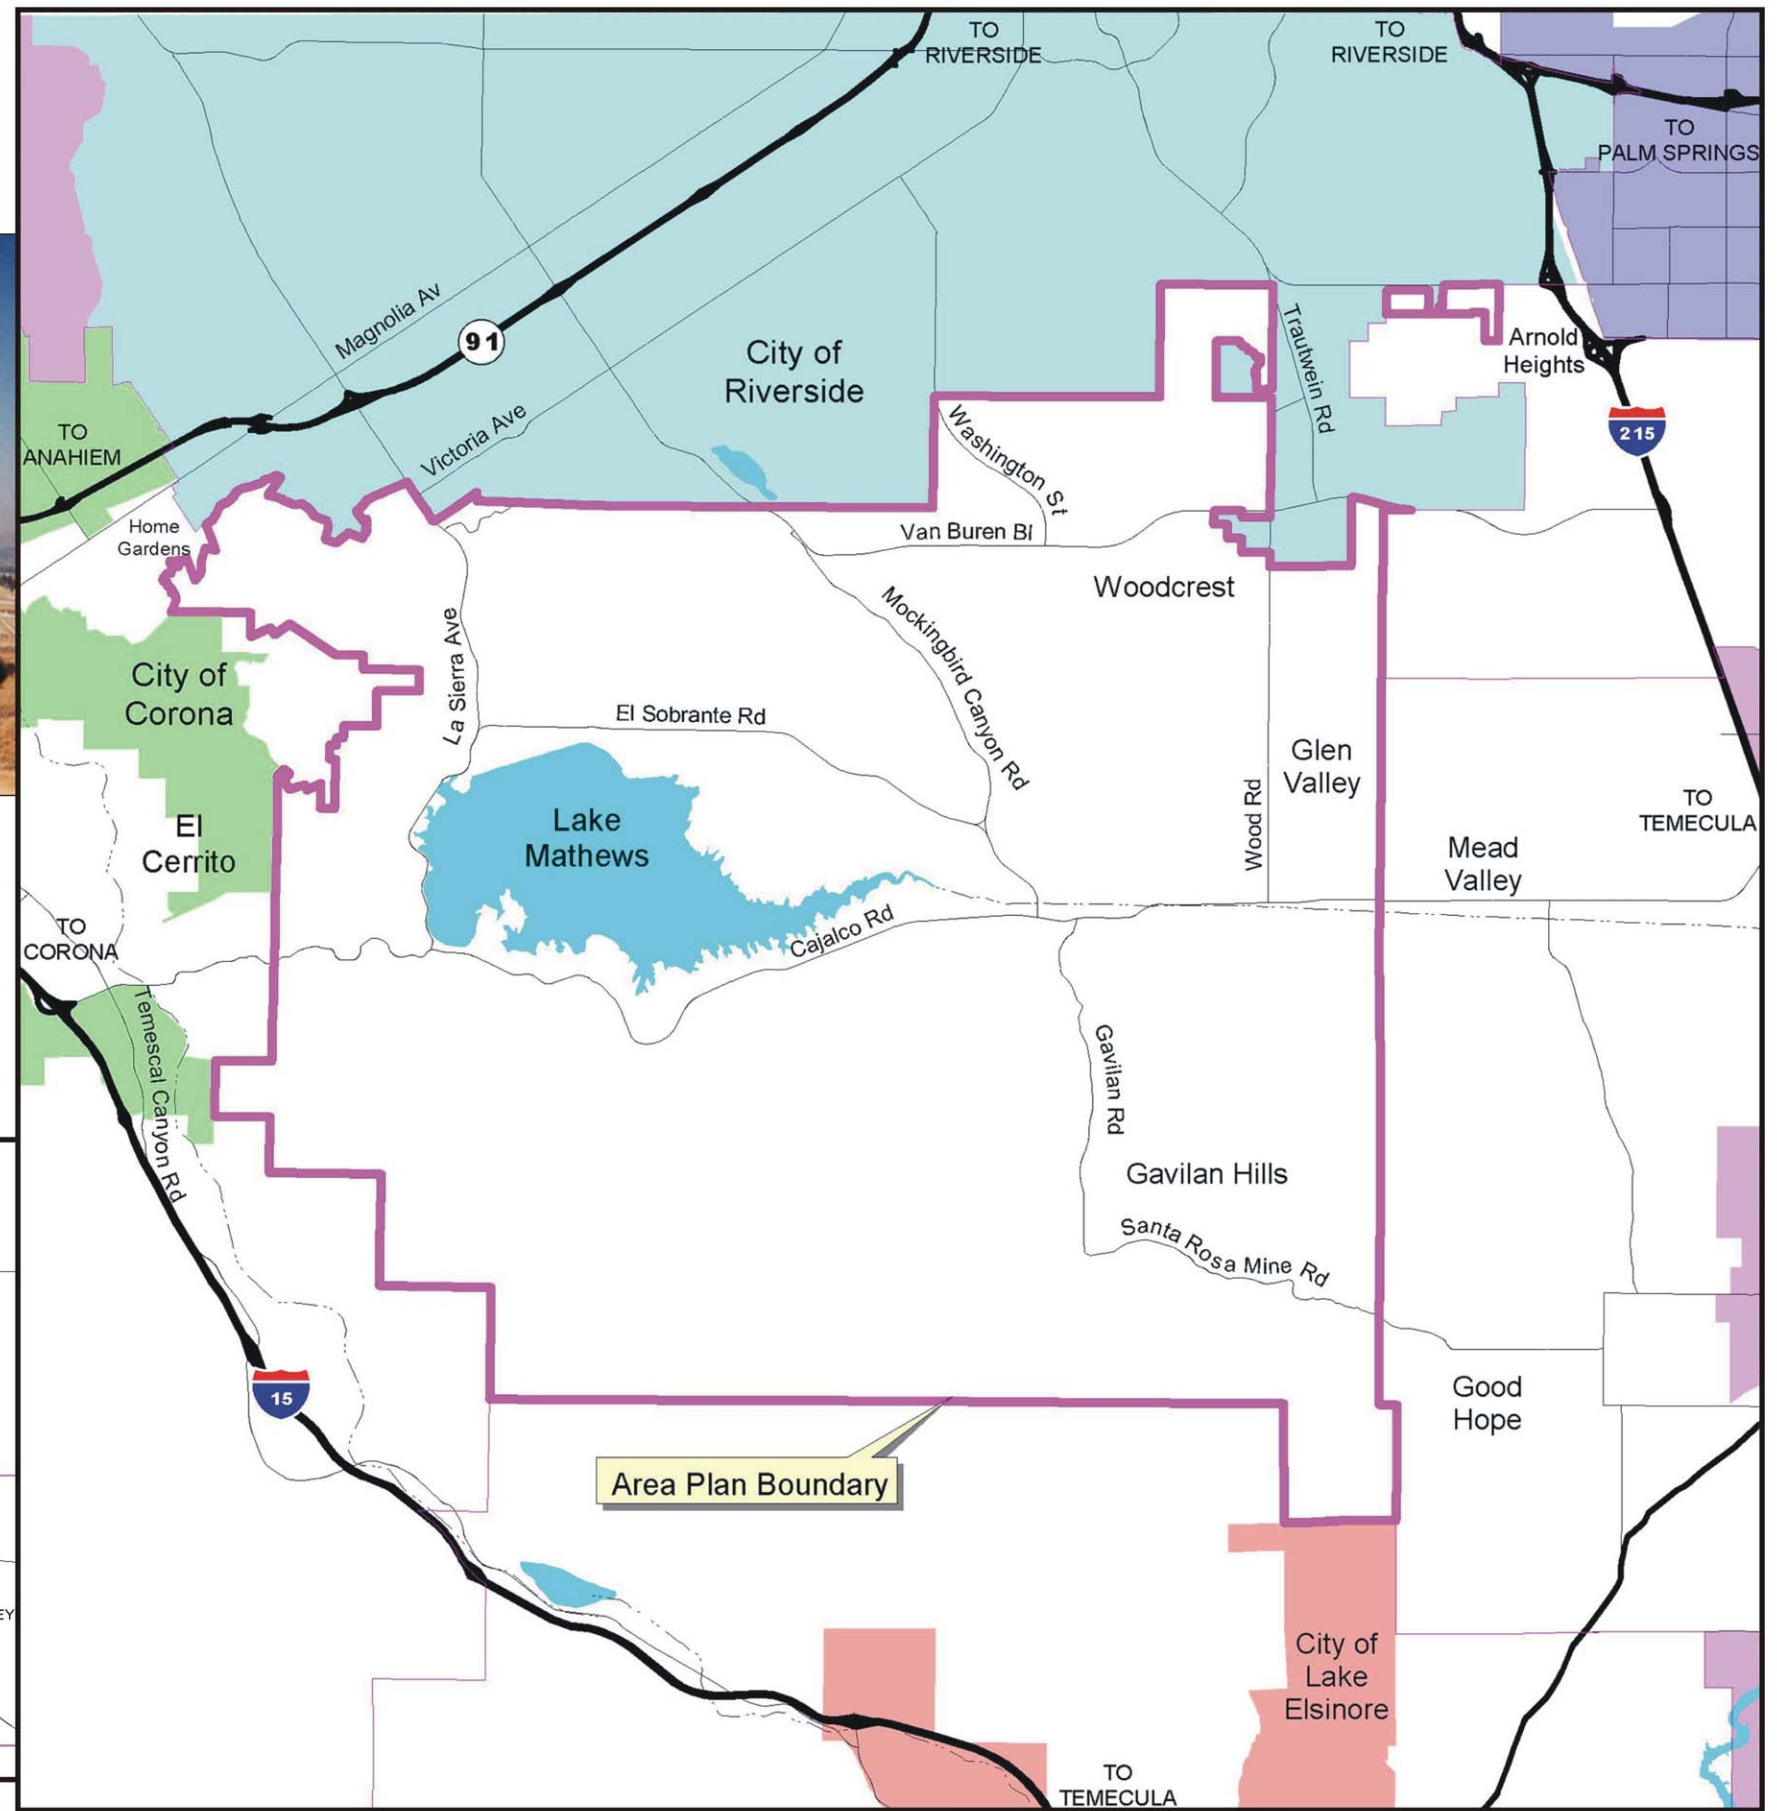 TO
RIVERSIDE
TO
RIVERSIDE
TO
PALM SPRINGS
Magnolia Av
91
City of
Riverside
Trautwein Rd
Arnold
Heights
215
TO
ANAHIEM
Victoria Ave
Washington St
Home
Gardens
Van Buren Bl
Woodcrest
Mockingbird Canyon Rd
La Sierra Ave
City of
Corona
El Sobrante Rd
Glen
Valley
Wood Rd
TO
TEMECULA
Lake
Mathews
El
Cerrito
Mead
Valley
TO
CORONA
Cajalco Rd
Temescal Canyon Rd
Gavilan Rd
Gavilan Hills
Santa Rosa Mine Rd
15
Good
Hope
Area Plan Boundary
EY
City of
Lake
Elsinore
TO
TEMECULA